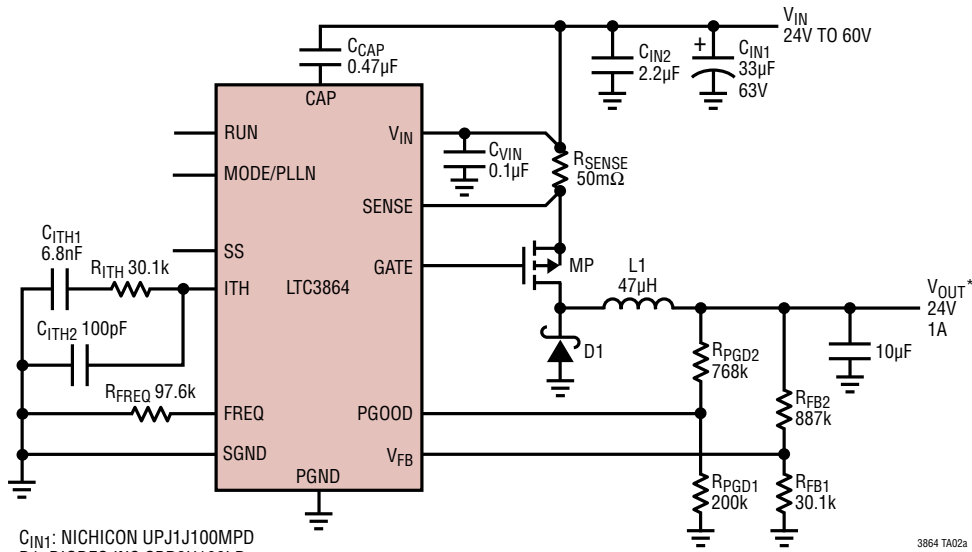 VIN
24V TO 60V
CCAP
0.47µF
CIN2
2.2µF
+
CIN1
33µF
63V
CAP
RUN
VIN
CVIN
0.1µF
RSENSE
50mΩ
MODE/PLLN
SENSE
CITH1
6.8nF
RITH 30.1k
SS
GATE
MP
L1
47µH
ITH
LTC3864
VOUT*
24V
1A
CITH2 100pF
D1
RPGD2
768k
10µF
RFREQ 97.6k
FREQ
PGOOD
RFB2
887k
SGND
VFB
PGND
RPGD1
200k
RFB1
30.1k
CIN1: NICHICON UPJ1J100MPD
3864 TA02a